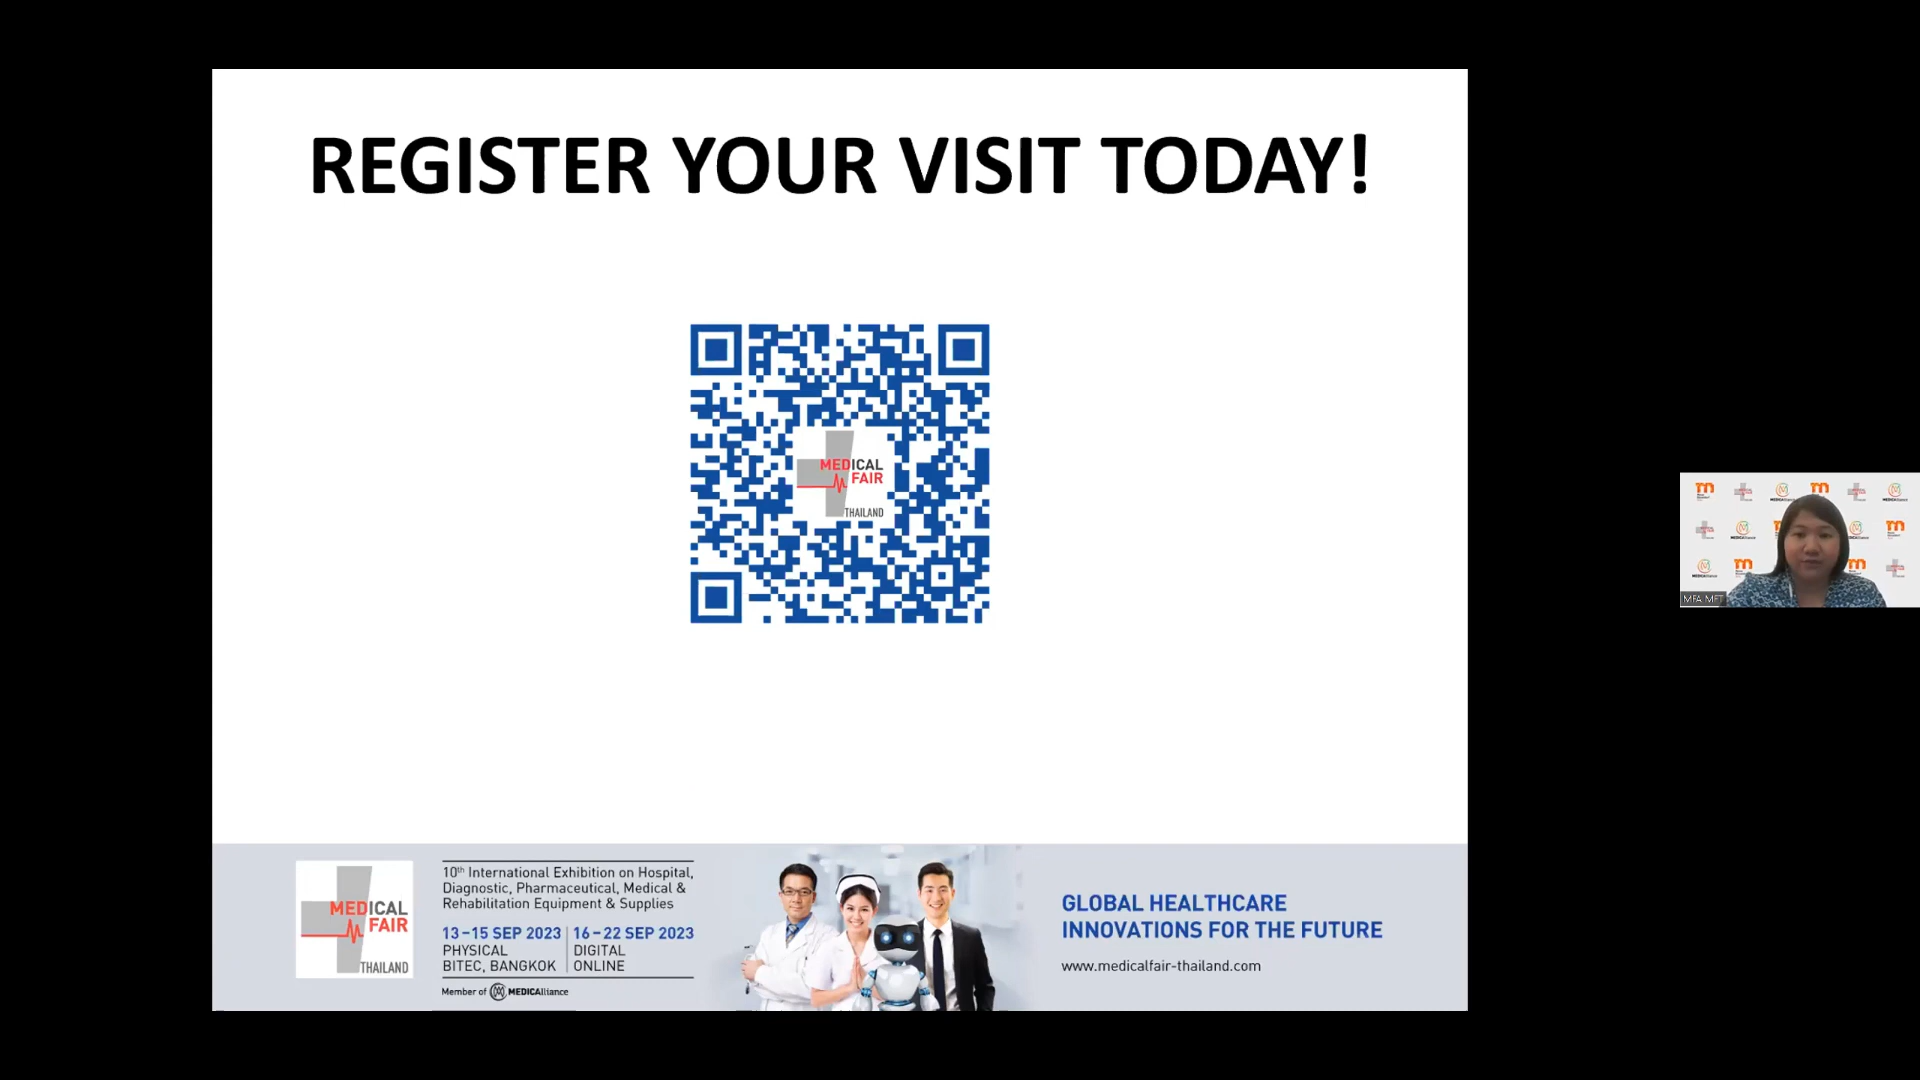 REGISTER YOUR VISIT TODAY!
MEDICAL
FAIR
THAILAND
MEDICAL
FAIR
THAILAND
10th International Exhibition on Hospital,
Diagnostic, Pharmaceutical, Medical &
Rehabilitation Equipment & Supplies
13–15 SEP 2023 16–22 SEP 2023
PHYSICAL DIGITAL
BITEC, BANGKOK ONLINE
Member of MEDICAlliance
GLOBAL HEALTHCARE
INNOVATIONS FOR THE FUTURE
www.medicalfair-thailand.com
MFA MFT